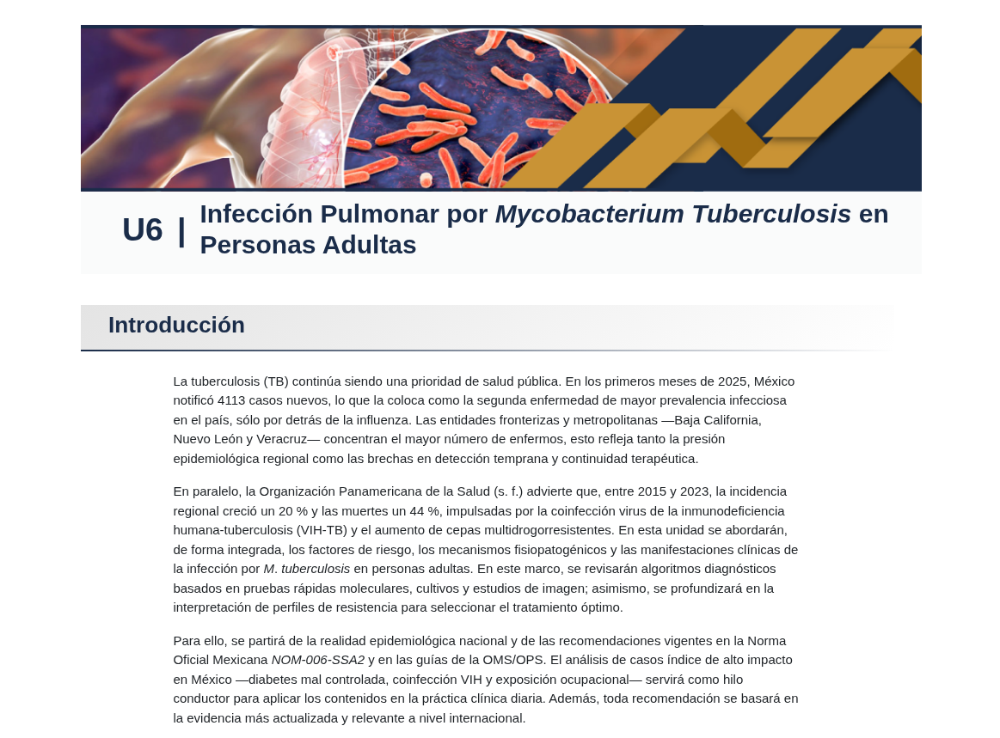 U6 | Infección Pulmonar por Mycobacterium Tuberculosis en
Personas Adultas
Introducción
La tuberculosis (TB) continúa siendo una prioridad de salud pública. En los primeros meses de 2025, México
notificó 4113 casos nuevos, lo que la coloca como la segunda enfermedad de mayor prevalencia infecciosa
en el país, sólo por detrás de la influenza. Las entidades fronterizas y metropolitanas —Baja California,
Nuevo León y Veracruz— concentran el mayor número de enfermos, esto refleja tanto la presión
epidemiológica regional como las brechas en detección temprana y continuidad terapéutica.
En paralelo, la Organización Panamericana de la Salud (s. f.) advierte que, entre 2015 y 2023, la incidencia
regional creció un 20 % y las muertes un 44 %, impulsadas por la coinfección virus de la inmunodeficiencia
humana-tuberculosis (VIH-TB) y el aumento de cepas multidrogorresistentes. En esta unidad se abordarán,
de forma integrada, los factores de riesgo, los mecanismos fisiopatogénicos y las manifestaciones clínicas de
la infección por M. tuberculosis en personas adultas. En este marco, se revisarán algoritmos diagnósticos
basados en pruebas rápidas moleculares, cultivos y estudios de imagen; asimismo, se profundizará en la
interpretación de perfiles de resistencia para seleccionar el tratamiento óptimo.
Para ello, se partirá de la realidad epidemiológica nacional y de las recomendaciones vigentes en la Norma
Oficial Mexicana NOM-006-SSA2 y en las guías de la OMS/OPS. El análisis de casos índice de alto impacto
en México —diabetes mal controlada, coinfección VIH y exposición ocupacional— servirá como hilo
conductor para aplicar los contenidos en la práctica clínica diaria. Además, toda recomendación se basará en
la evidencia más actualizada y relevante a nivel internacional.